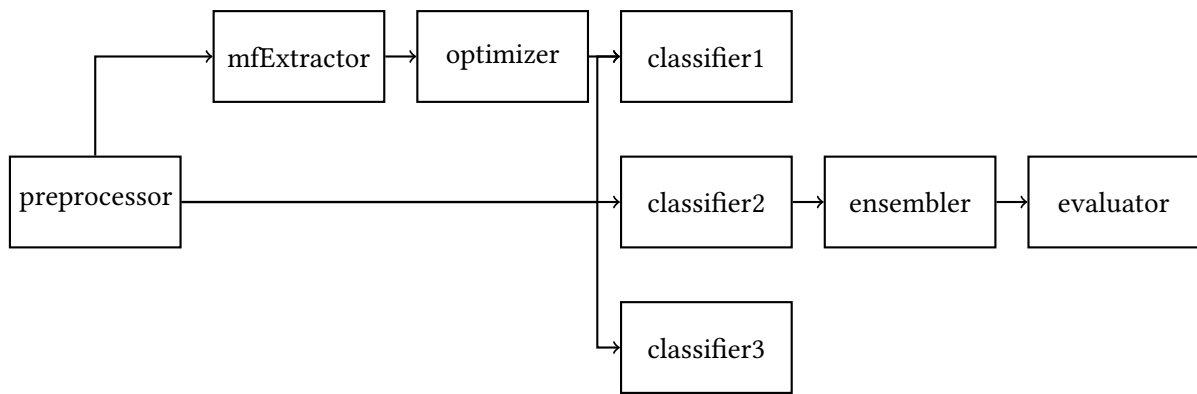 mfExtractor
optimizer
classifier1
preprocessor
classifier2
ensembler
evaluator
classifier3